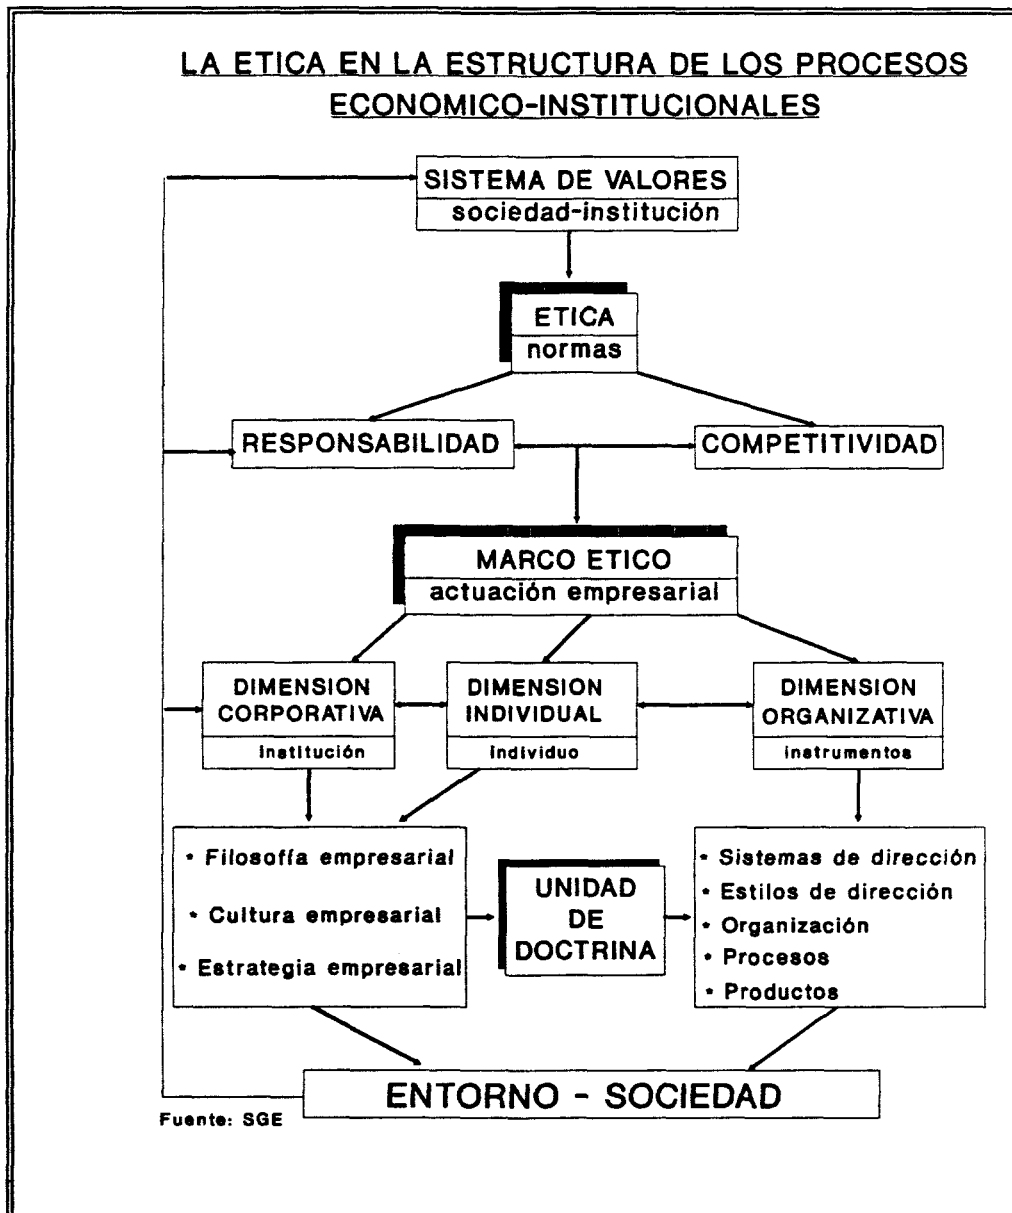 LA ETICA EN LA ESTRUCTURA DE LOS PROCESOS
ECONOMICO-INSTITUCIONALES
SISTEMA DE VALORES
sociedad-institución
ETICA
normas
RESPONSABILIDAD
COMPETITIVIDAD
MARCO ETICO
actuación empresarial
DIMENSION
CORPORATIVA
institución
DIMENSION
INDIVIDUAL
individuo
DIMENSION
ORGANIZATIVA
instrumentos
* Filosofía empresarial
* Cultura empresarial
* Estrategia empresarial
UNIDAD
DE
DOCTRINA
* Sistemas de dirección
* Estilos de dirección
* Organización
* Procesos
* Productos
ENTORNO - SOCIEDAD
Fuente: SGE